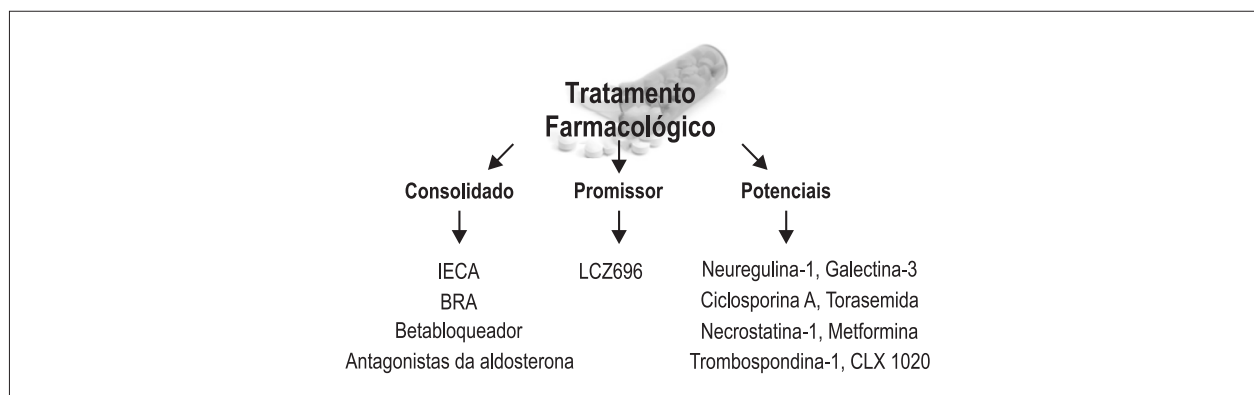 Tratamento
Farmacológico
Consolidado
Promissor
Potenciais
IECA
BRA
Betabloqueador
Antagonistas da aldosterona
LCZ696
Neuregulina-1, Galectina-3
Ciclosporina A, Torasemida
Necrostatina-1, Metformina
Trombospondina-1, CLX 1020